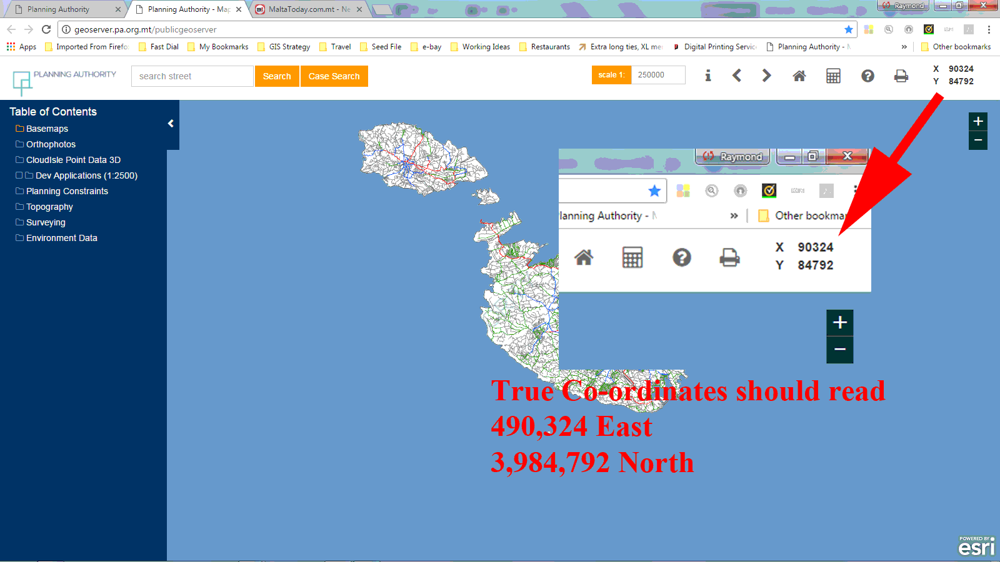 Planning Authority
Planning Authority - Map
MaltaToday.com.mt - Ne
Raymond
geoserver.pa.org.mt/publicgeoserver
Apps
Imported From Firefo
Fast Dial
My Bookmarks
GIS Strategy
Travel
Seed File
e-bay
Working Ideas
Restaurants
Extra long ties, XL me
Digital Printing Servic
Planning Authority -
»
Other bookmarks
PLANNING AUTHORITY
search street
Search
Case Search
scale 1:
250000
X 90324
Y 84792
Table of Contents
Basemaps
Orthophotos
CloudIsle Point Data 3D
Dev Applications (1:2500)
Planning Constraints
Topography
Surveying
Environment Data
+
−
Raymond
lanning Authority -
»
Other bookma
X 90324
Y 84792
+
−
True Co-ordinates should read
490,324 East
3,984,792 North
POWERED BY
esri